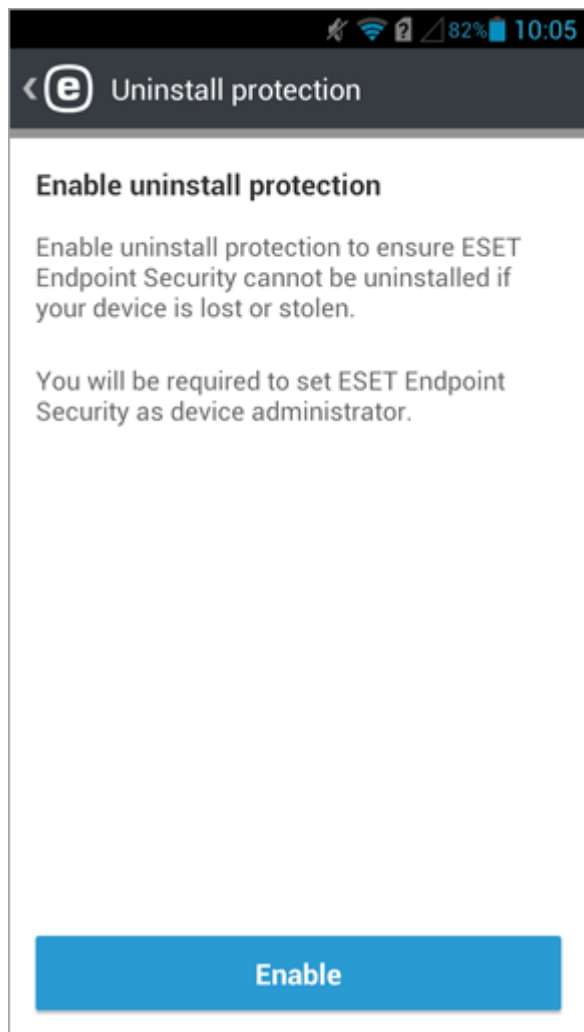 82% 10:05
e Uninstall protection
Enable uninstall protection
Enable uninstall protection to ensure ESET
Endpoint Security cannot be uninstalled if
your device is lost or stolen.
You will be required to set ESET Endpoint
Security as device administrator.
Enable